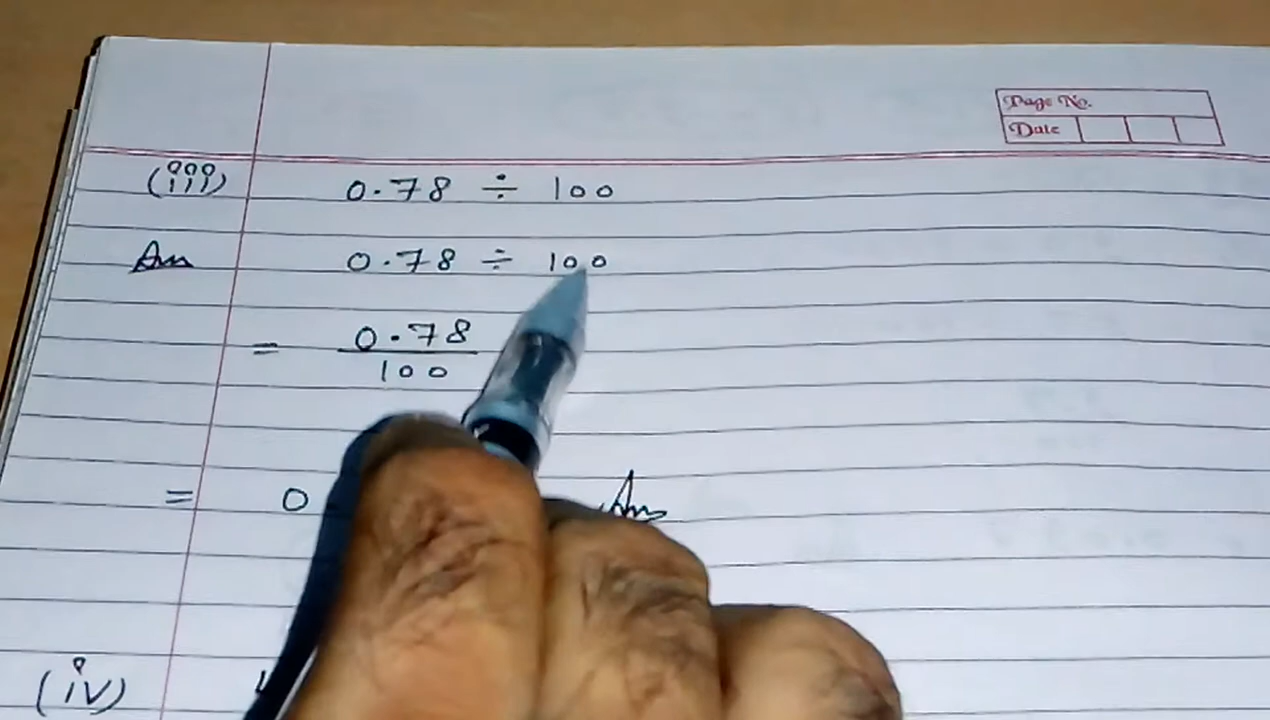 Page No.
Date
(iii) 0.78 ÷ 100
Ans 0.78 ÷ 100
= 0.78
100
= 0 Ans
(iv)